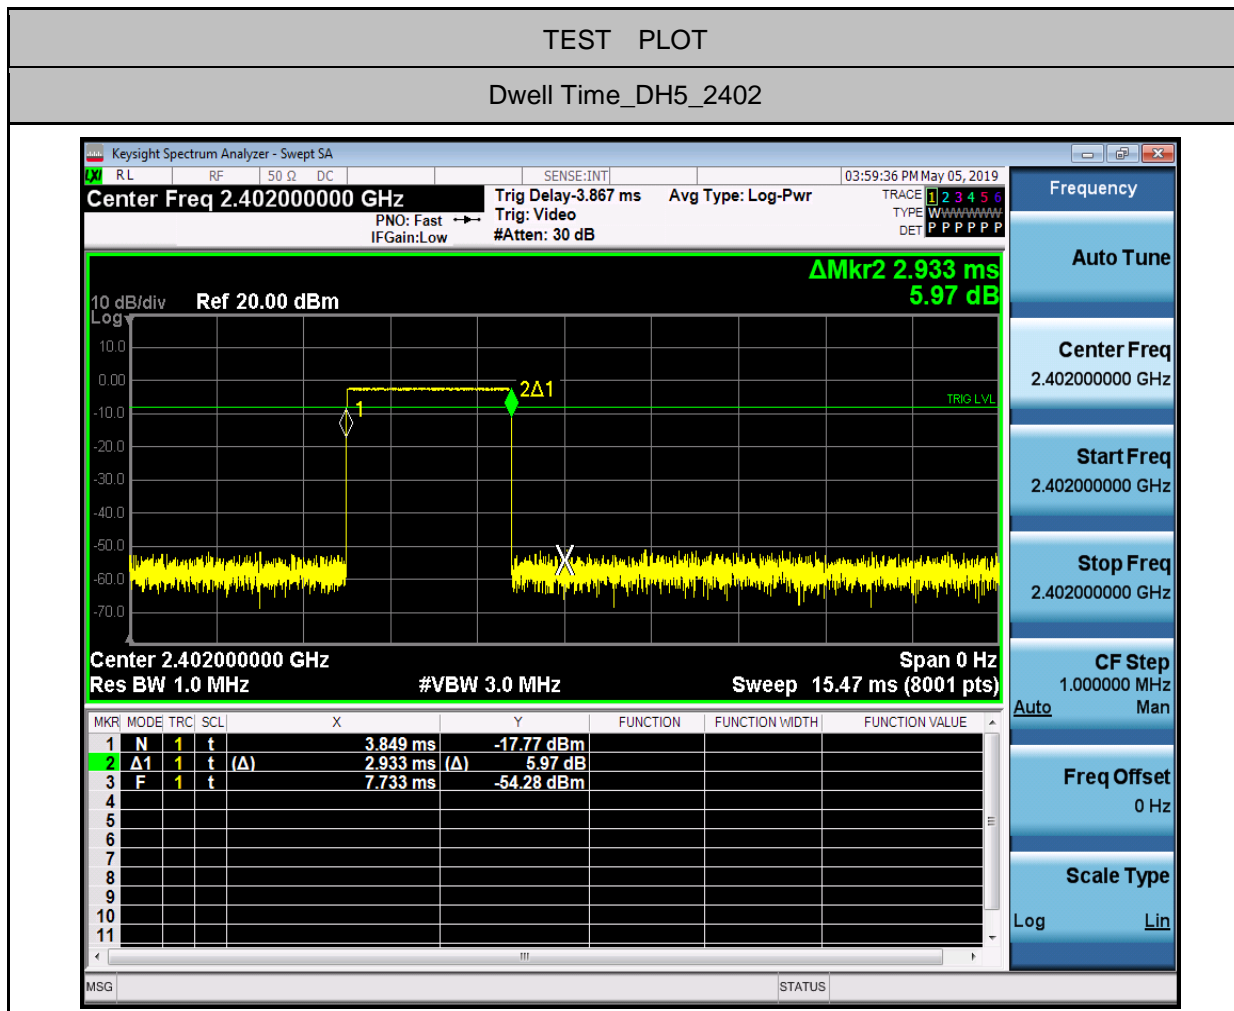 TEST PLOT
Dwell Time_DH5_2402
Keysight Spectrum Analyzer - Swept SA
LXI RL RF 50 Ω DC SENSE:INT 03:59:36 PM May 05, 2019
Center Freq 2.402000000 GHz
PNO: Fast
IFGain:Low
Trig Delay-3.867 ms
Trig: Video
#Atten: 30 dB
Avg Type: Log-Pwr
TRACE 1 2 3 4 5 6
TYPE WWWWWW
DET P P P P P P
ΔMkr2 2.933 ms
5.97 dB
10 dB/div Ref 20.00 dBm
Log
10.0
0.00
-10.0
-20.0
-30.0
-40.0
-50.0
-60.0
-70.0
1
2Δ1
TRIG LVL
X
Center 2.402000000 GHz Span 0 Hz
Res BW 1.0 MHz #VBW 3.0 MHz Sweep 15.47 ms (8001 pts)
MKR MODE TRC SCL X Y FUNCTION FUNCTION WIDTH FUNCTION VALUE
1 N 1 t 3.849 ms -17.77 dBm
2 Δ1 1 t (Δ) 2.933 ms (Δ) 5.97 dB
3 F 1 t 7.733 ms -54.28 dBm
4
5
6
7
8
9
10
11
MSG STATUS
Frequency
Auto Tune
Center Freq
2.402000000 GHz
Start Freq
2.402000000 GHz
Stop Freq
2.402000000 GHz
CF Step
1.000000 MHz
Auto Man
Freq Offset
0 Hz
Scale Type
Log Lin